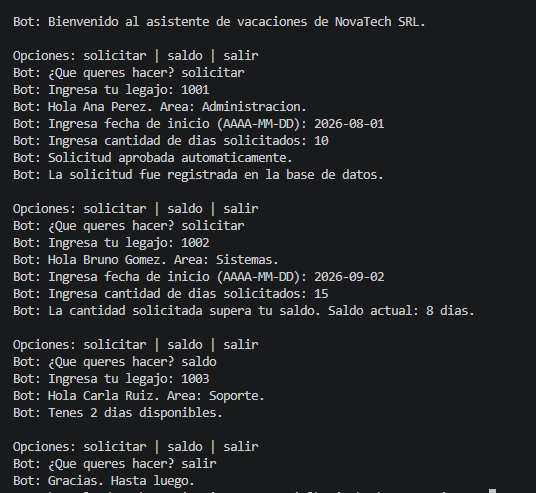 Bot: Bienvenido al asistente de vacaciones de NovaTech SRL.
Opciones: solicitar | saldo | salir
Bot: ¿Que queres hacer? solicitar
Bot: Ingresa tu legajo: 1001
Bot: Hola Ana Perez. Area: Administracion.
Bot: Ingresa fecha de inicio (AAAA-MM-DD): 2026-08-01
Bot: Ingresa cantidad de dias solicitados: 10
Bot: Solicitud aprobada automaticamente.
Bot: La solicitud fue registrada en la base de datos.
Opciones: solicitar | saldo | salir
Bot: ¿Que queres hacer? solicitar
Bot: Ingresa tu legajo: 1002
Bot: Hola Bruno Gomez. Area: Sistemas.
Bot: Ingresa fecha de inicio (AAAA-MM-DD): 2026-09-02
Bot: Ingresa cantidad de dias solicitados: 15
Bot: La cantidad solicitada supera tu saldo. Saldo actual: 8 dias.
Opciones: solicitar | saldo | salir
Bot: ¿Que queres hacer? saldo
Bot: Ingresa tu legajo: 1003
Bot: Hola Carla Ruiz. Area: Soporte.
Bot: Tenes 2 dias disponibles.
Opciones: solicitar | saldo | salir
Bot: ¿Que queres hacer? salir
Bot: Gracias. Hasta luego.